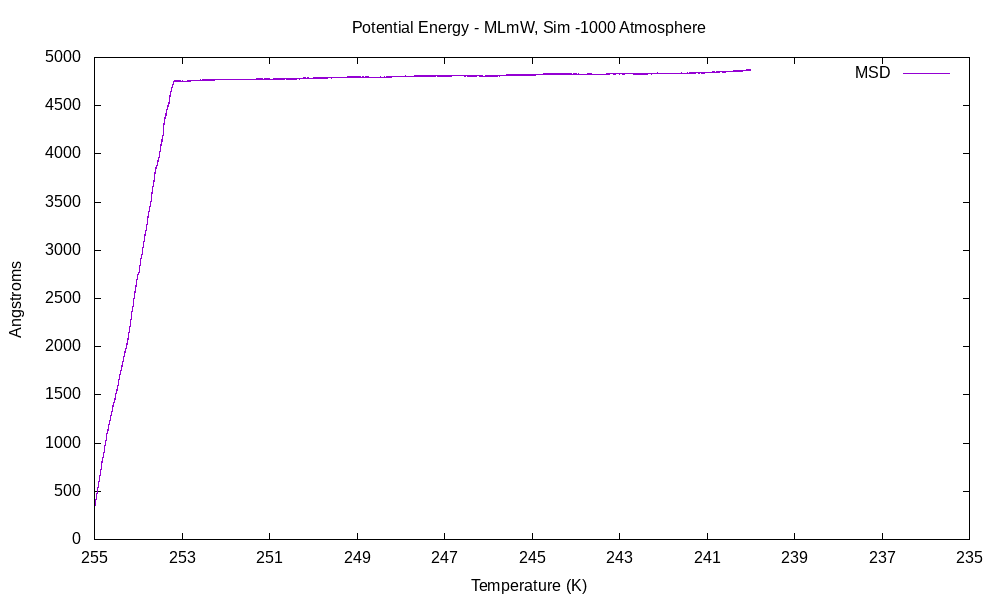 Potential Energy - MLmW, Sim -1000 Atmosphere
5000
4500
4000
3500
3000
2500
2000
1500
1000
500
0
Angstroms
MSD
255 253 251 249 247 245 243 241 239 237 235
Temperature (K)